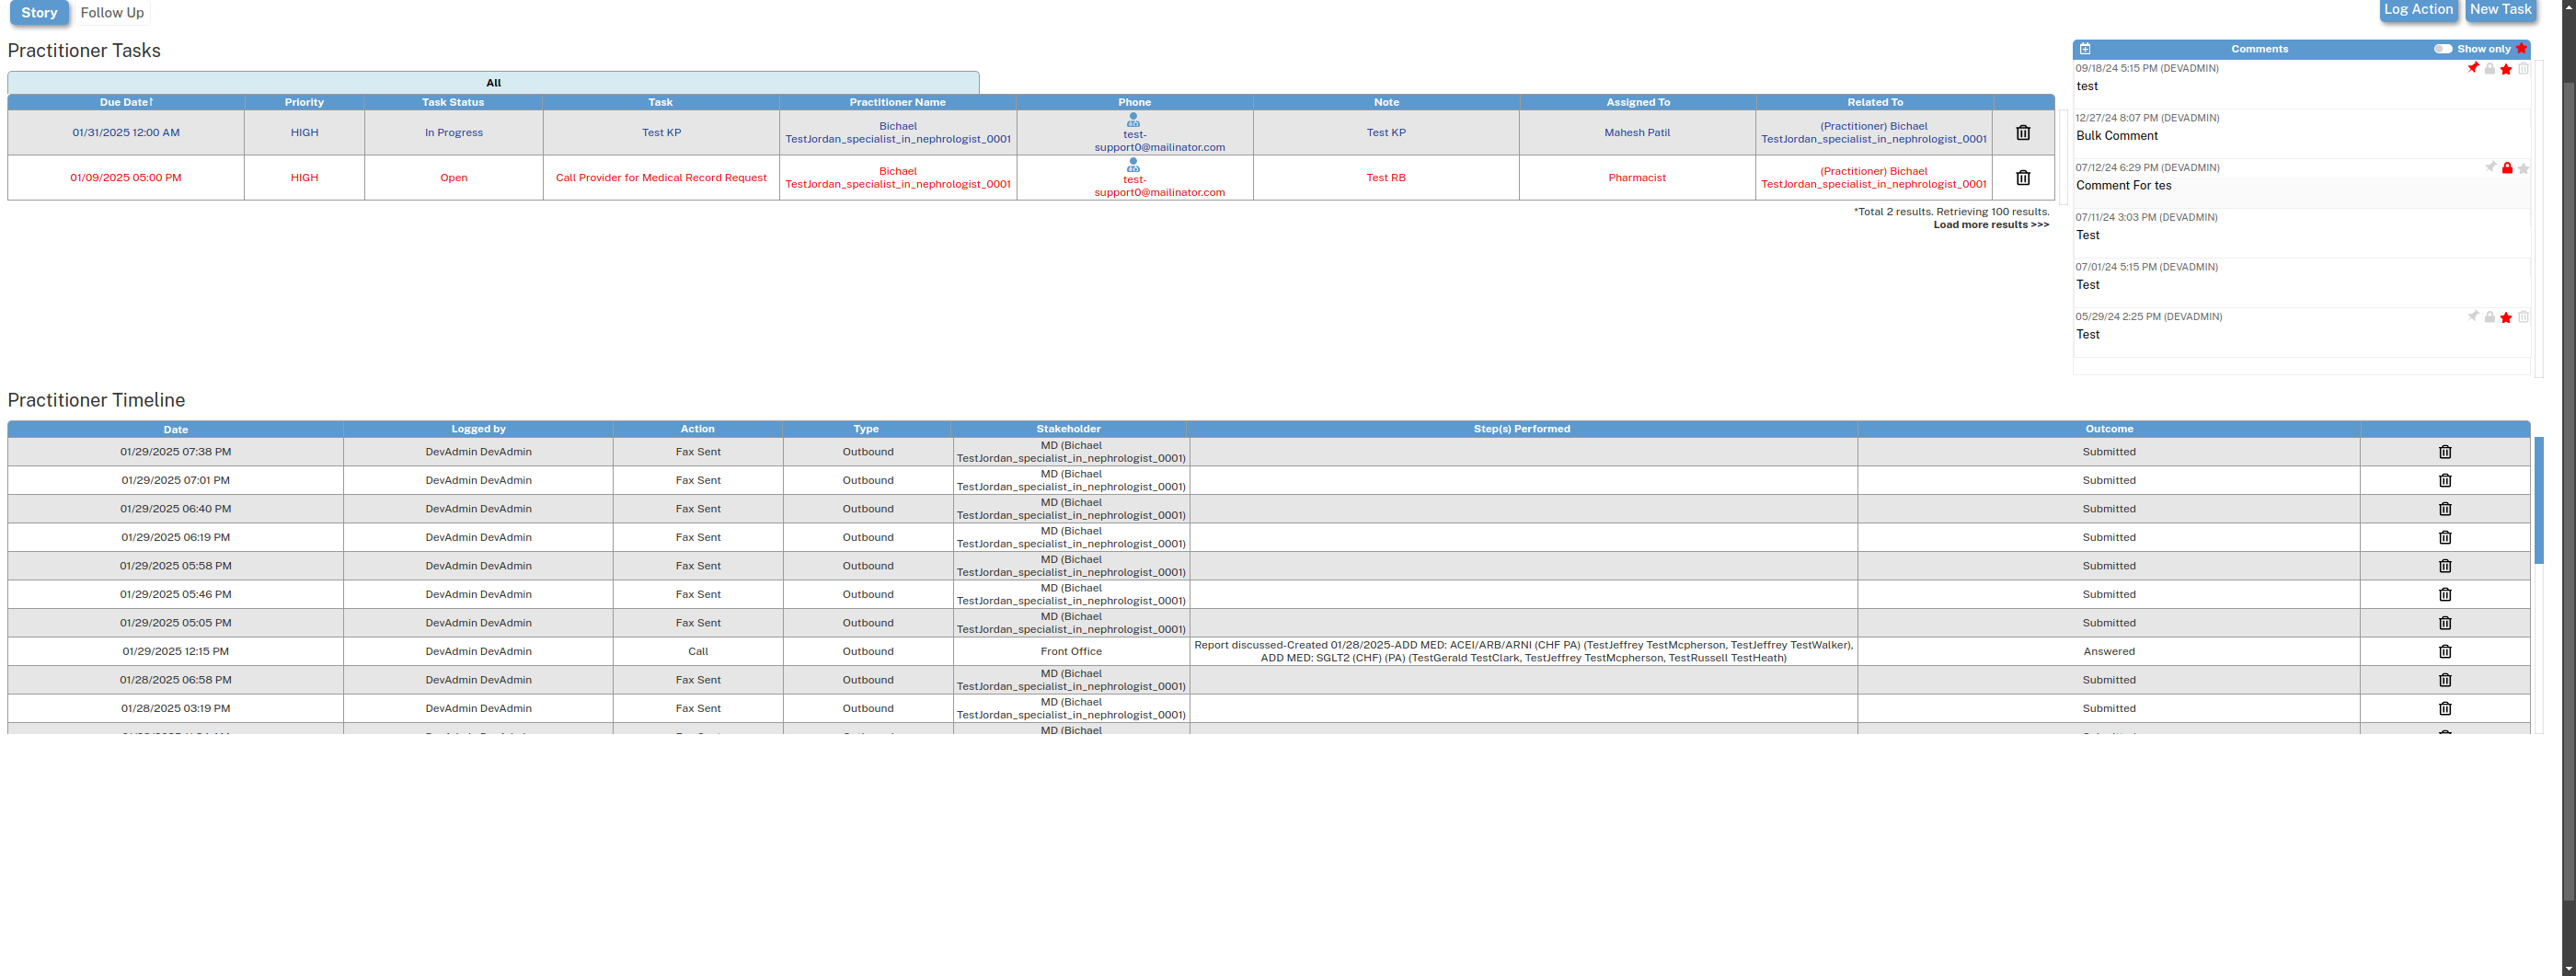 Story Follow Up
Log Action New Task
Practitioner Tasks
All
Due Date↑ Priority Task Status Task Practitioner Name Phone Note Assigned To Related To
01/31/2025 12:00 AM HIGH In Progress Test KP Bichael TestJordan_specialist_in_nephrologist_0001 test-support0@mailinator.com Test KP Mahesh Patil (Practitioner) Bichael TestJordan_specialist_in_nephrologist_0001
01/09/2025 05:00 PM HIGH Open Call Provider for Medical Record Request Bichael TestJordan_specialist_in_nephrologist_0001 test-support0@mailinator.com Test RB Pharmacist (Practitioner) Bichael TestJordan_specialist_in_nephrologist_0001
*Total 2 results. Retrieving 100 results.
Load more results >>>
Comments Show only
09/18/24 5:15 PM (DEVADMIN)
test
12/27/24 8:07 PM (DEVADMIN)
Bulk Comment
07/12/24 6:29 PM (DEVADMIN)
Comment For tes
07/11/24 3:03 PM (DEVADMIN)
Test
07/01/24 5:15 PM (DEVADMIN)
Test
05/29/24 2:25 PM (DEVADMIN)
Test
Practitioner Timeline
Date Logged by Action Type Stakeholder Step(s) Performed Outcome
01/29/2025 07:38 PM DevAdmin DevAdmin Fax Sent Outbound MD (Bichael TestJordan_specialist_in_nephrologist_0001) Submitted
01/29/2025 07:01 PM DevAdmin DevAdmin Fax Sent Outbound MD (Bichael TestJordan_specialist_in_nephrologist_0001) Submitted
01/29/2025 06:40 PM DevAdmin DevAdmin Fax Sent Outbound MD (Bichael TestJordan_specialist_in_nephrologist_0001) Submitted
01/29/2025 06:19 PM DevAdmin DevAdmin Fax Sent Outbound MD (Bichael TestJordan_specialist_in_nephrologist_0001) Submitted
01/29/2025 05:58 PM DevAdmin DevAdmin Fax Sent Outbound MD (Bichael TestJordan_specialist_in_nephrologist_0001) Submitted
01/29/2025 05:46 PM DevAdmin DevAdmin Fax Sent Outbound MD (Bichael TestJordan_specialist_in_nephrologist_0001) Submitted
01/29/2025 05:05 PM DevAdmin DevAdmin Fax Sent Outbound MD (Bichael TestJordan_specialist_in_nephrologist_0001) Submitted
01/29/2025 12:15 PM DevAdmin DevAdmin Call Outbound Front Office Report discussed-Created 01/28/2025-ADD MED: ACEI/ARB/ARNI (CHF PA) (TestJeffrey TestMcpherson, TestJeffrey TestWalker), ADD MED: SGLT2 (CHF) (PA) (TestGerald TestClark, TestJeffrey TestMcpherson, TestRussell TestHeath) Answered
01/28/2025 06:58 PM DevAdmin DevAdmin Fax Sent Outbound MD (Bichael TestJordan_specialist_in_nephrologist_0001) Submitted
01/28/2025 03:19 PM DevAdmin DevAdmin Fax Sent Outbound MD (Bichael TestJordan_specialist_in_nephrologist_0001) Submitted
MD (Bichael